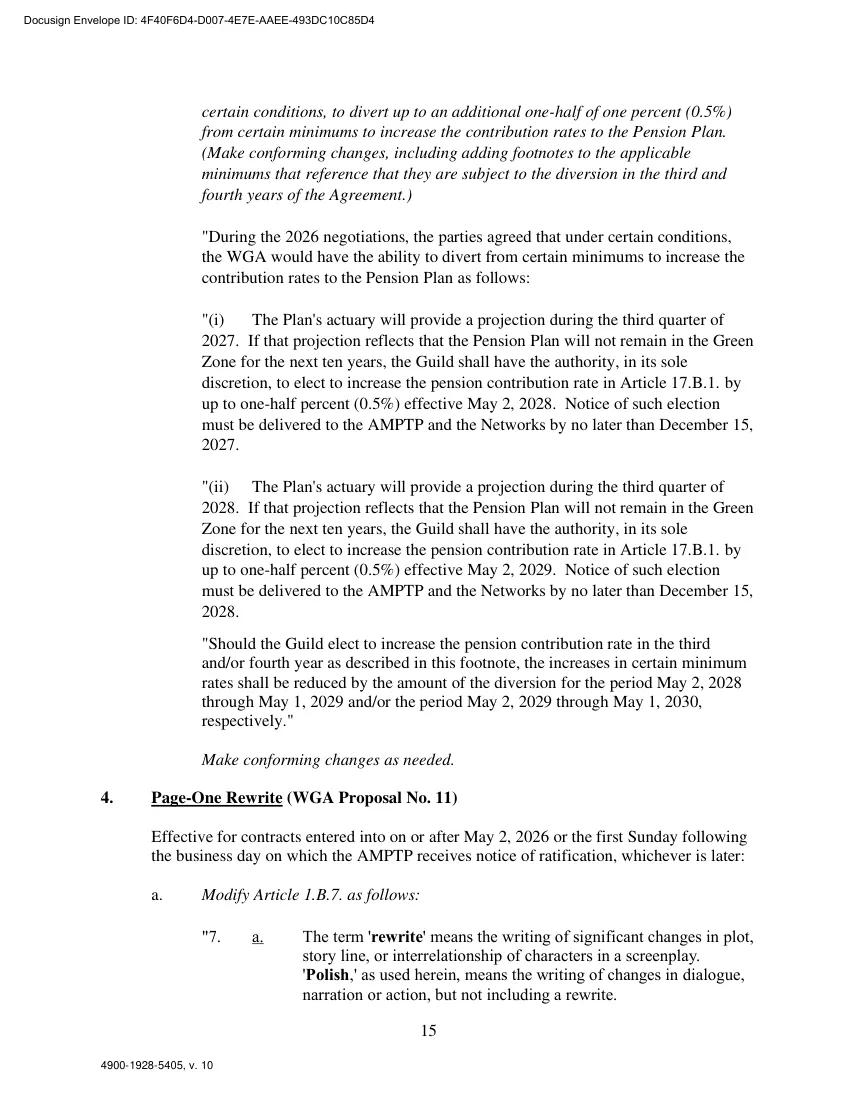 Docusign Envelope ID: 4F40F6D4-D007-4E7E-AAEE-493DC10C85D4
certain conditions, to divert up to an additional one-half of one percent (0.5%)
from certain minimums to increase the contribution rates to the Pension Plan.
(Make conforming changes, including adding footnotes to the applicable
minimums that reference that they are subject to the diversion in the third and
fourth years of the Agreement.)
"During the 2026 negotiations, the parties agreed that under certain conditions,
the WGA would have the ability to divert from certain minimums to increase the
contribution rates to the Pension Plan as follows:
"(i) The Plan's actuary will provide a projection during the third quarter of
2027. If that projection reflects that the Pension Plan will not remain in the Green
Zone for the next ten years, the Guild shall have the authority, in its sole
discretion, to elect to increase the pension contribution rate in Article 17.B.1. by
up to one-half percent (0.5%) effective May 2, 2028. Notice of such election
must be delivered to the AMPTP and the Networks by no later than December 15,
2027.
"(ii) The Plan's actuary will provide a projection during the third quarter of
2028. If that projection reflects that the Pension Plan will not remain in the Green
Zone for the next ten years, the Guild shall have the authority, in its sole
discretion, to elect to increase the pension contribution rate in Article 17.B.1. by
up to one-half percent (0.5%) effective May 2, 2029. Notice of such election
must be delivered to the AMPTP and the Networks by no later than December 15,
2028.
"Should the Guild elect to increase the pension contribution rate in the third
and/or fourth year as described in this footnote, the increases in certain minimum
rates shall be reduced by the amount of the diversion for the period May 2, 2028
through May 1, 2029 and/or the period May 2, 2029 through May 1, 2030,
respectively."
Make conforming changes as needed.
4. Page-One Rewrite (WGA Proposal No. 11)
Effective for contracts entered into on or after May 2, 2026 or the first Sunday following
the business day on which the AMPTP receives notice of ratification, whichever is later:
a. Modify Article 1.B.7. as follows:
"7. a. The term 'rewrite' means the writing of significant changes in plot,
story line, or interrelationship of characters in a screenplay.
'Polish,' as used herein, means the writing of changes in dialogue,
narration or action, but not including a rewrite.
15
4900-1928-5405, v. 10